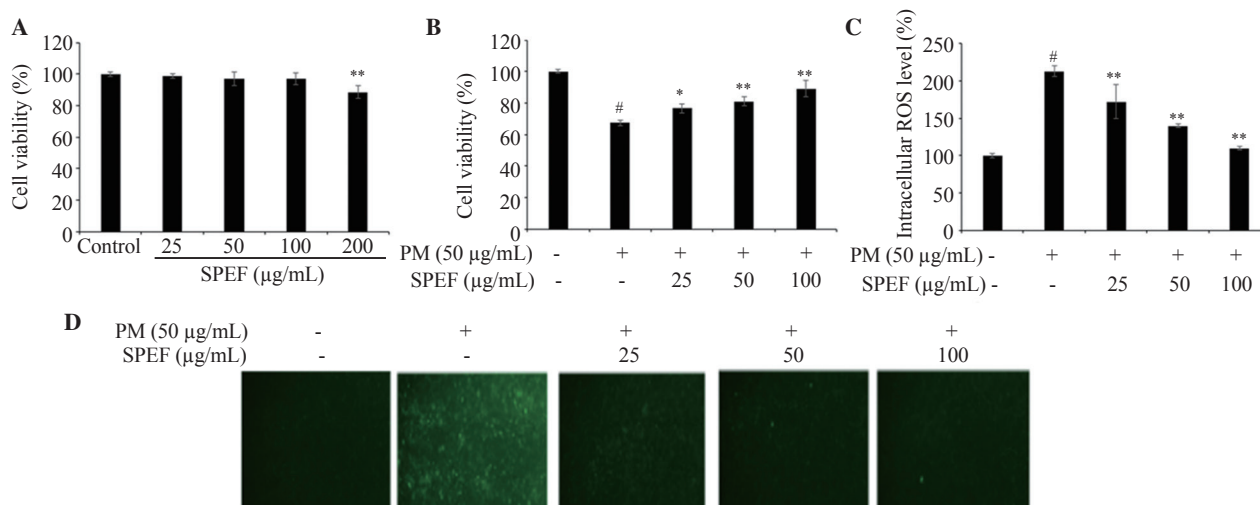 A
Cell viability (%)
120
100
80
60
40
20
0
**
Control 25 50 100 200
SPEF (µg/mL)
B
Cell viability (%)
120
100
80
60
40
20
0
#
*
**
**
PM (50 µg/mL) - + + + +
SPEF (µg/mL) - - 25 50 100
C
Intracellular ROS level (%)
250
200
150
100
50
0
#
**
**
**
PM (50 µg/mL) - + + + +
SPEF (µg/mL) - - 25 50 100
D
PM (50 µg/mL) - + + + +
SPEF (µg/mL) - - 25 50 100